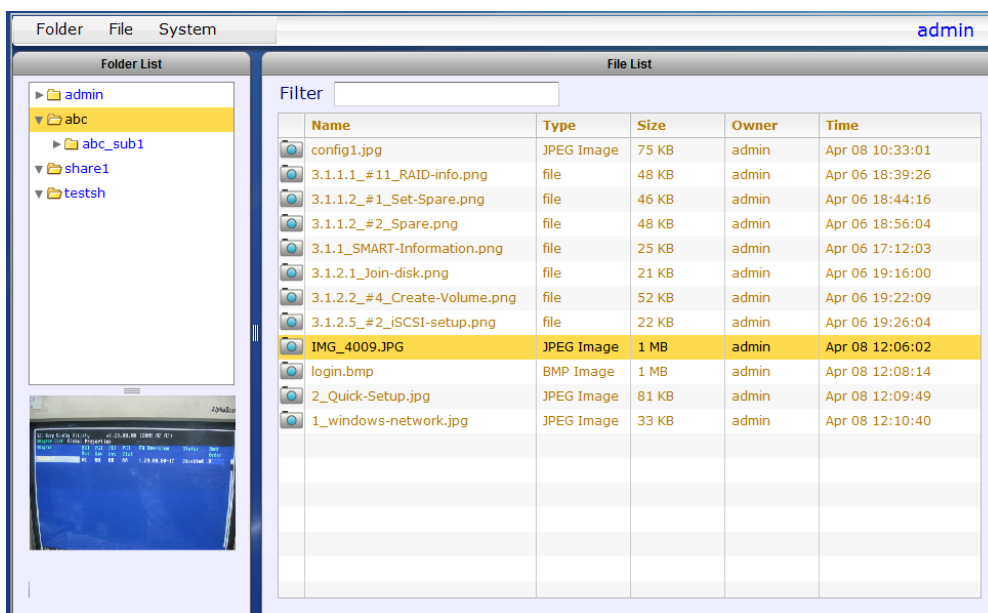 Folder File System admin
Folder List
admin
abc
abc_sub1
share1
testsh
File List
Filter
Name Type Size Owner Time
config1.jpg JPEG Image 75 KB admin Apr 08 10:33:01
3.1.1.1_#11_RAID-info.png file 48 KB admin Apr 06 18:39:26
3.1.1.2_#1_Set-Spare.png file 46 KB admin Apr 06 18:44:16
3.1.1.2_#2_Spare.png file 48 KB admin Apr 06 18:56:04
3.1.1_SMART-Information.png file 25 KB admin Apr 06 17:12:03
3.1.2.1_Join-disk.png file 21 KB admin Apr 06 19:16:00
3.1.2.2_#4_Create-Volume.png file 52 KB admin Apr 06 19:22:09
3.1.2.5_#2_iSCSI-setup.png file 22 KB admin Apr 06 19:26:04
IMG_4009.JPG JPEG Image 1 MB admin Apr 08 12:06:02
login.bmp BMP Image 1 MB admin Apr 08 12:08:14
2_Quick-Setup.jpg JPEG Image 81 KB admin Apr 08 12:09:49
1_windows-network.jpg JPEG Image 33 KB admin Apr 08 12:10:40